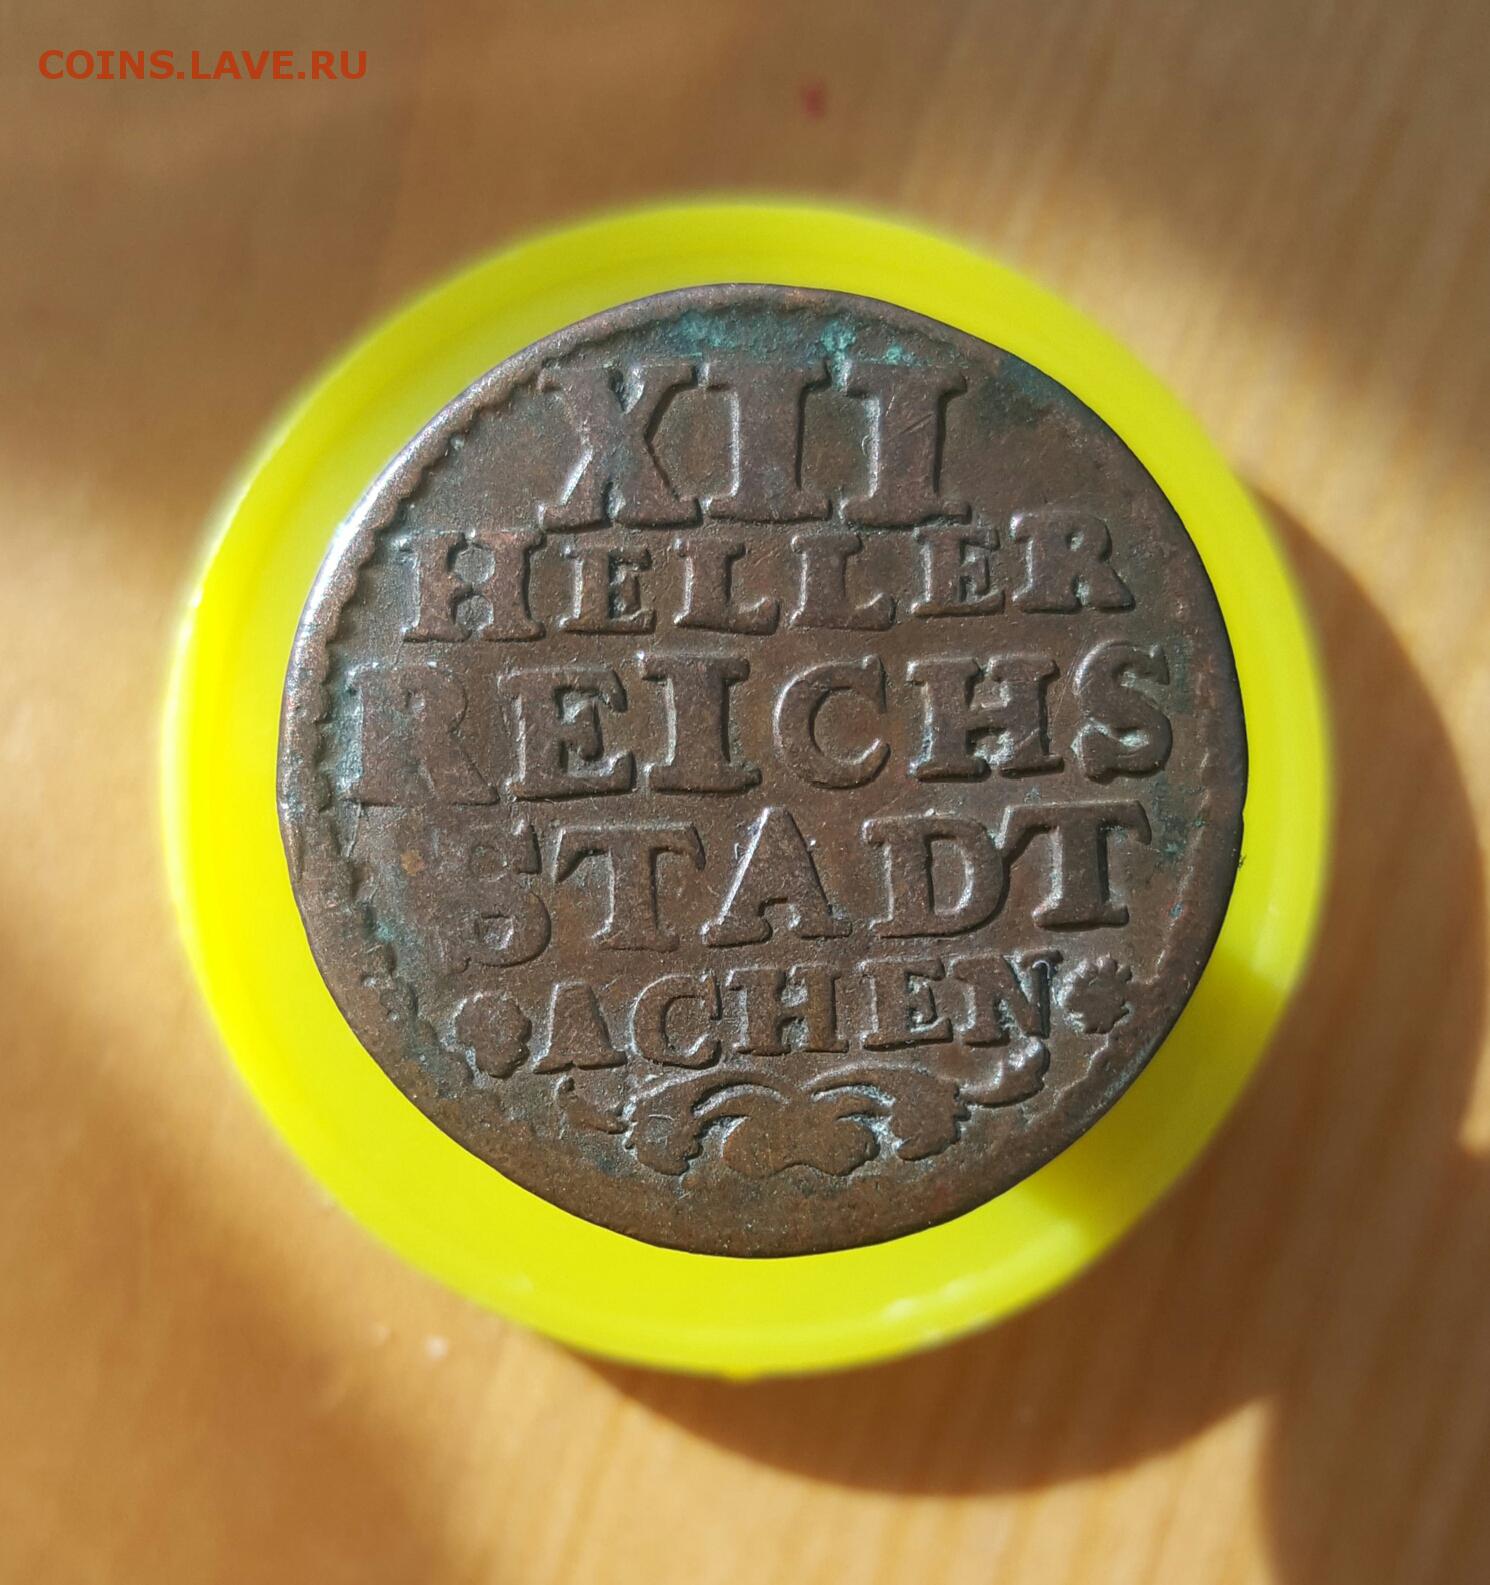 COINS.LAVE.RU
XII
HELLER
REICHS
STADT
ACHEN